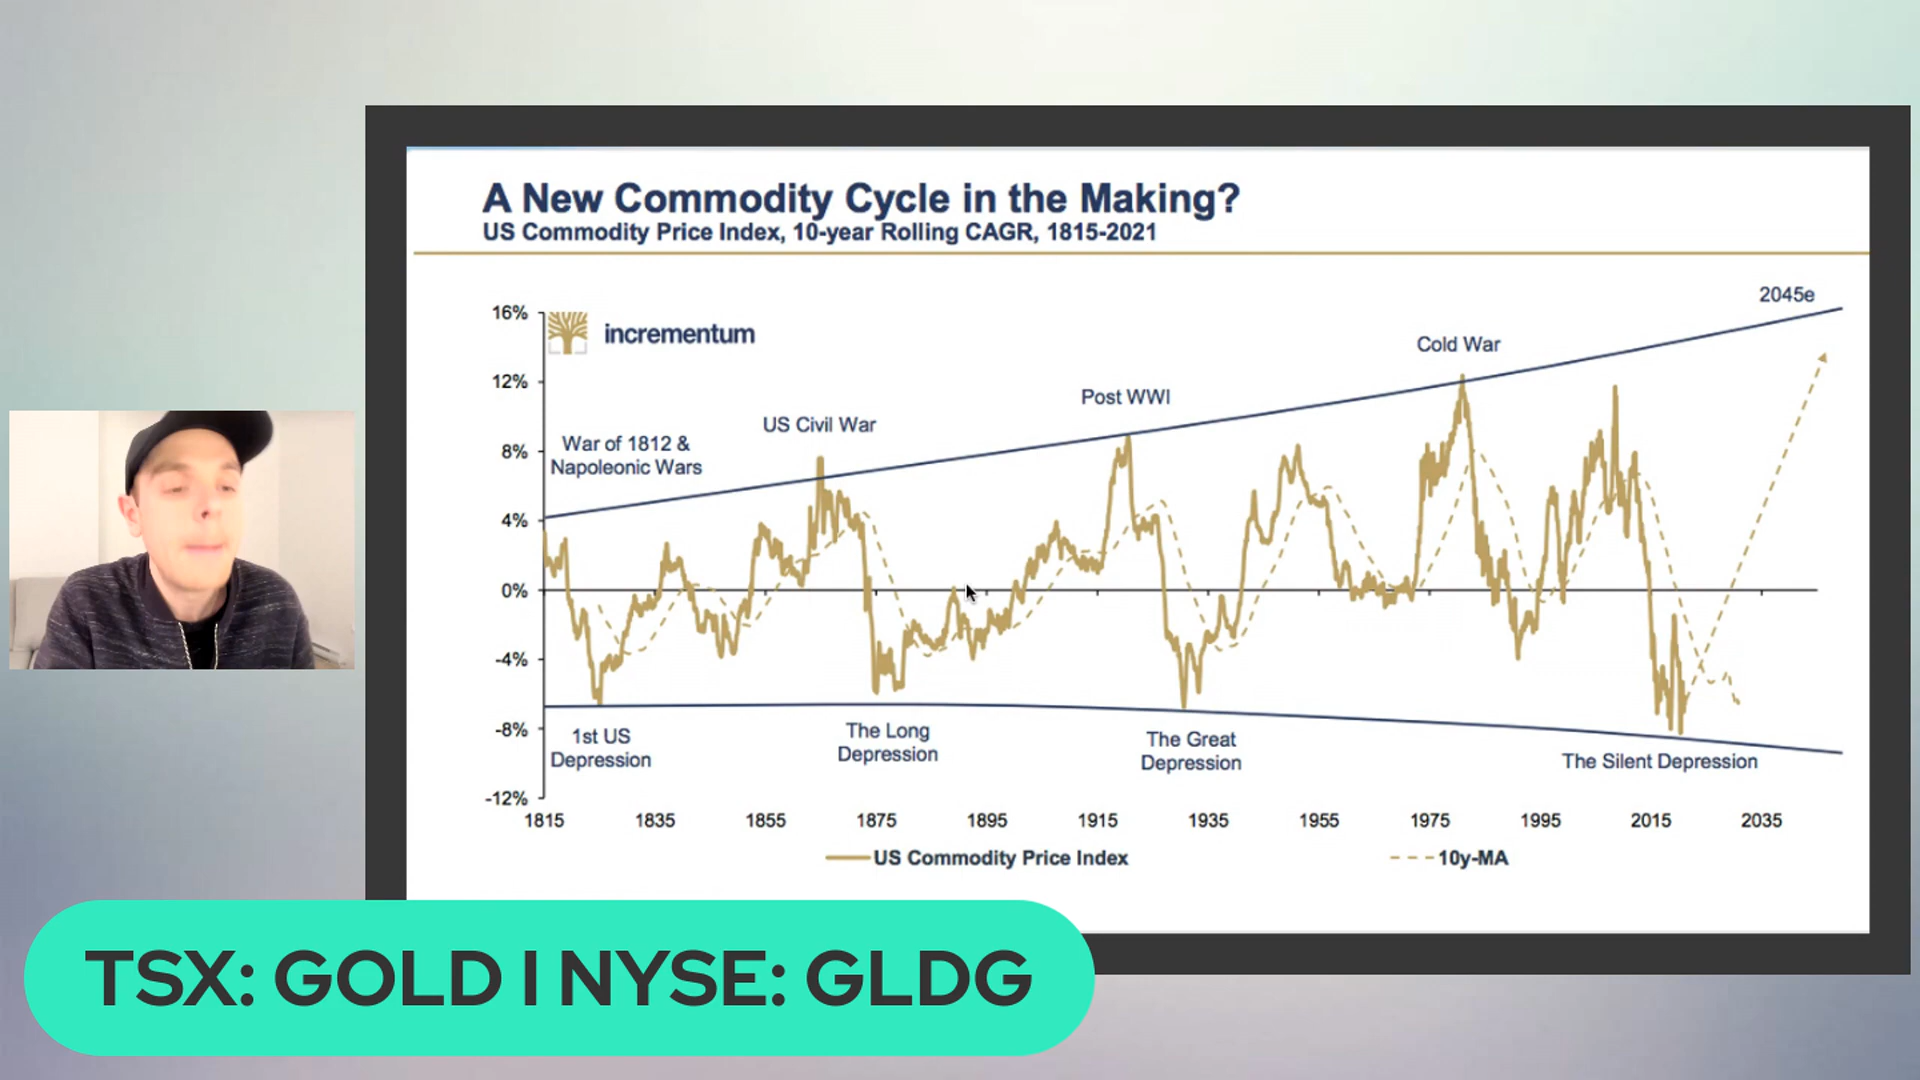 A New Commodity Cycle in the Making?
US Commodity Price Index, 10-year Rolling CAGR, 1815-2021
2045e
16%
incrementum
Cold War
12%
Post WWI
US Civil War
War of 1812 &
Napoleonic Wars
8%
4%
0%
-4%
-8%
1st US
Depression
The Long
Depression
The Great
Depression
The Silent Depression
-12%
1815 1835 1855 1875 1895 1915 1935 1955 1975 1995 2015 2035
US Commodity Price Index 10y-MA
TSX: GOLD I NYSE: GLDG